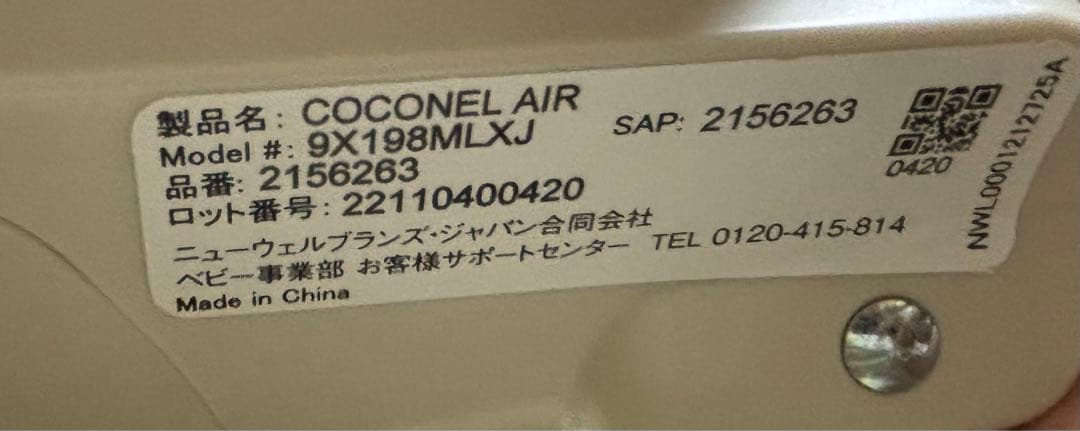 製品名: COCONEL AIR
Model #: 9X198MLXJ
SAP: 2156263
品番: 2156263
ロット番号: 22110400420
ニューウェルブランズ・ジャパン合同会社
ベビー事業部 お客様サポートセンター TEL 0120-415-814
Made in China
0420
NWL0001212725A